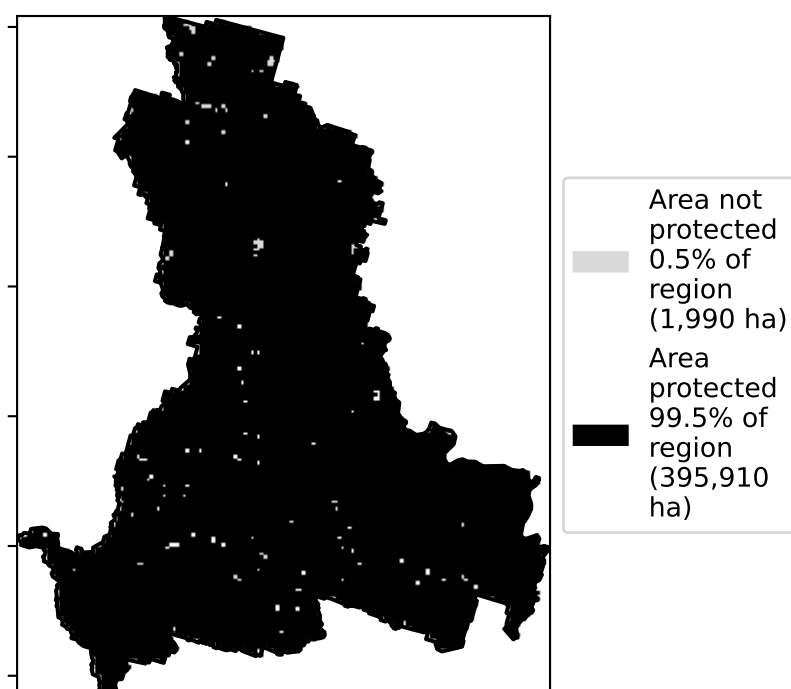 Area not
protected
0.5% of
region
(1,990 ha)
Area
protected
99.5% of
region
(395,910
ha)